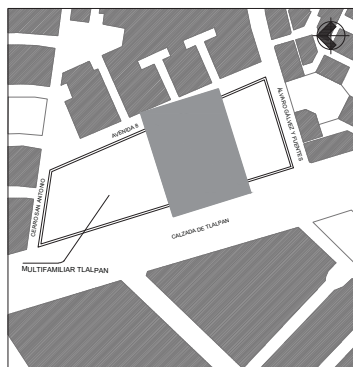 AVENIDA 8
ÁLVARO GÁLVEZ Y FUENTES
CERRO SAN ANTONIO
CALZADA DE TLALPAN
MULTIFAMILIAR TLALPAN